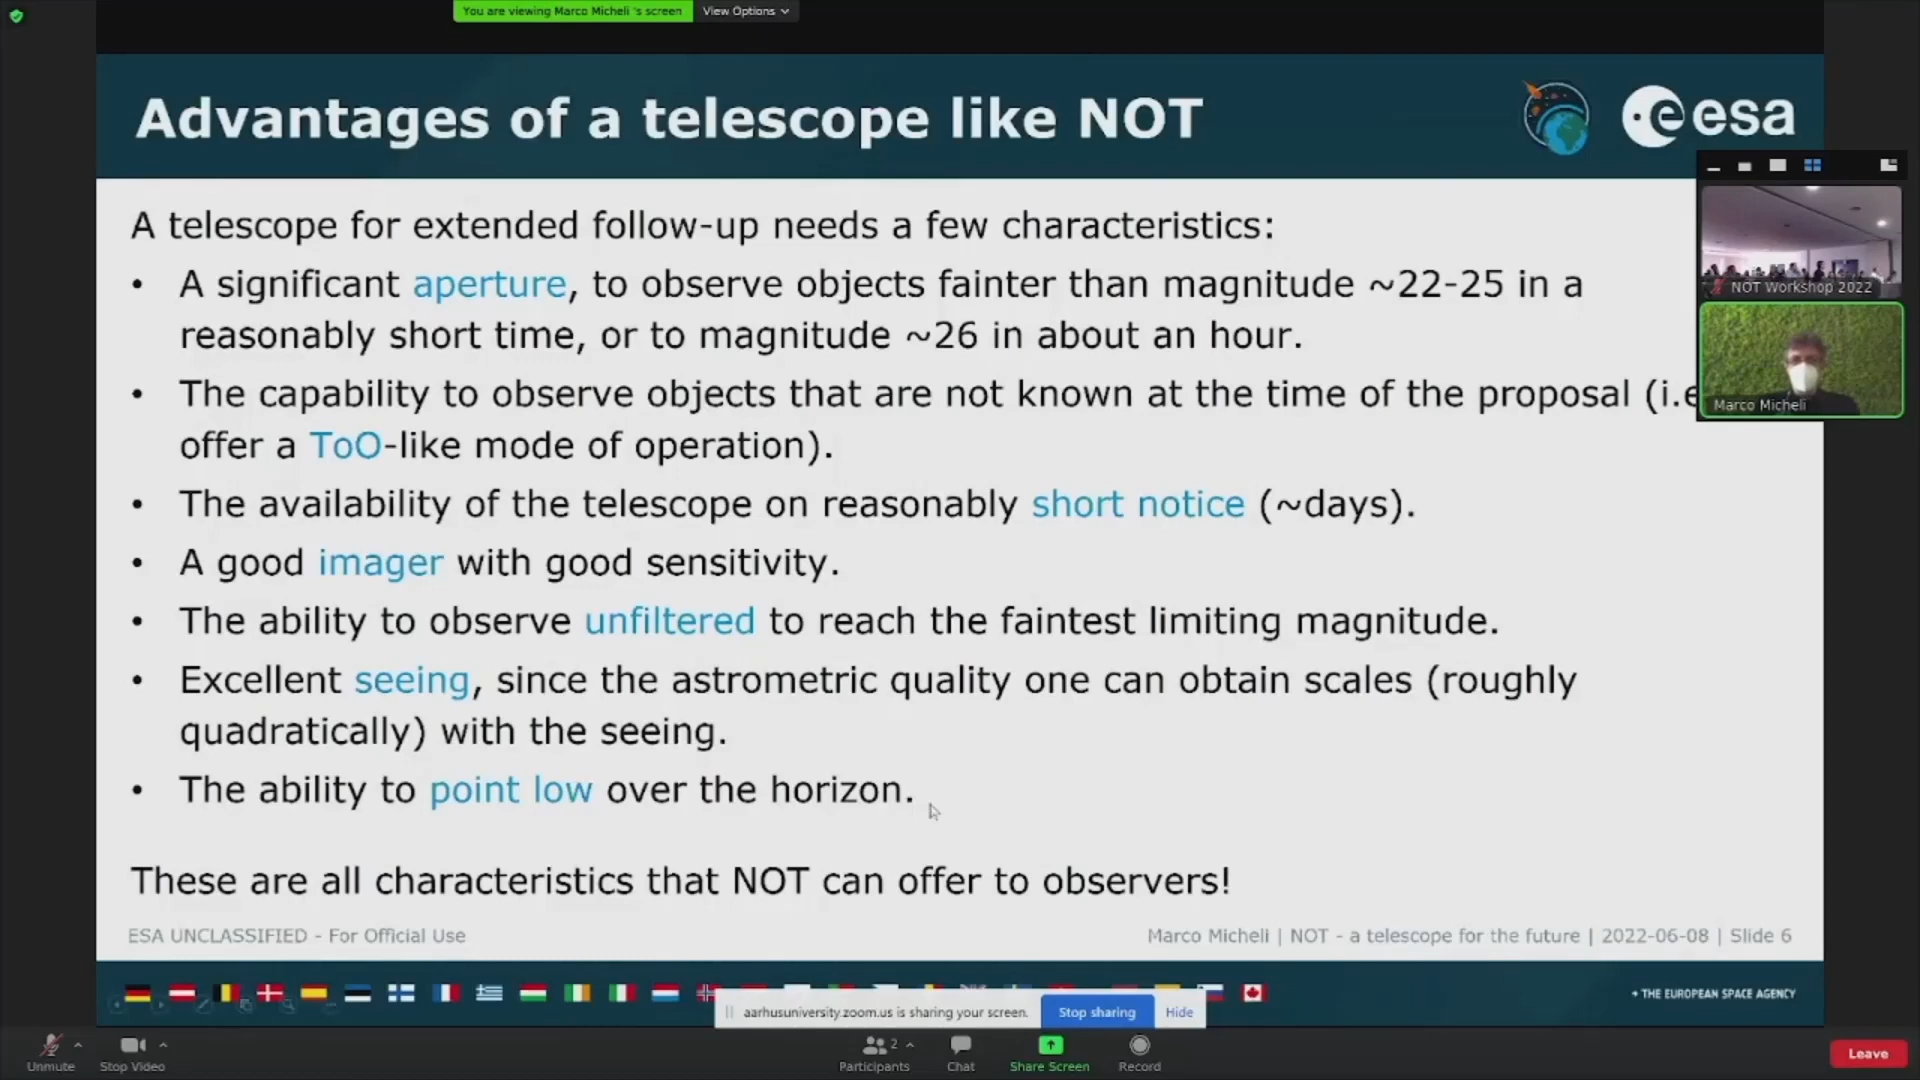 You are viewing Marco Micheli 's screen
View Options
Advantages of a telescope like NOT
esa
A telescope for extended follow-up needs a few characteristics:
• A significant aperture, to observe objects fainter than magnitude ~22-25 in a
reasonably short time, or to magnitude ~26 in about an hour.
• The capability to observe objects that are not known at the time of the proposal (i.e
offer a ToO-like mode of operation).
• The availability of the telescope on reasonably short notice (~days).
• A good imager with good sensitivity.
• The ability to observe unfiltered to reach the faintest limiting magnitude.
• Excellent seeing, since the astrometric quality one can obtain scales (roughly
quadratically) with the seeing.
• The ability to point low over the horizon.
These are all characteristics that NOT can offer to observers!
NOT Workshop 2022
Marco Micheli
ESA UNCLASSIFIED - For Official Use
Marco Micheli | NOT - a telescope for the future | 2022-06-08 | Slide 6
→ THE EUROPEAN SPACE AGENCY
aarhusuniversity.zoom.us is sharing your screen.
Stop sharing
Hide
Unmute
Stop Video
2
Participants
Chat
Share Screen
Record
Leave